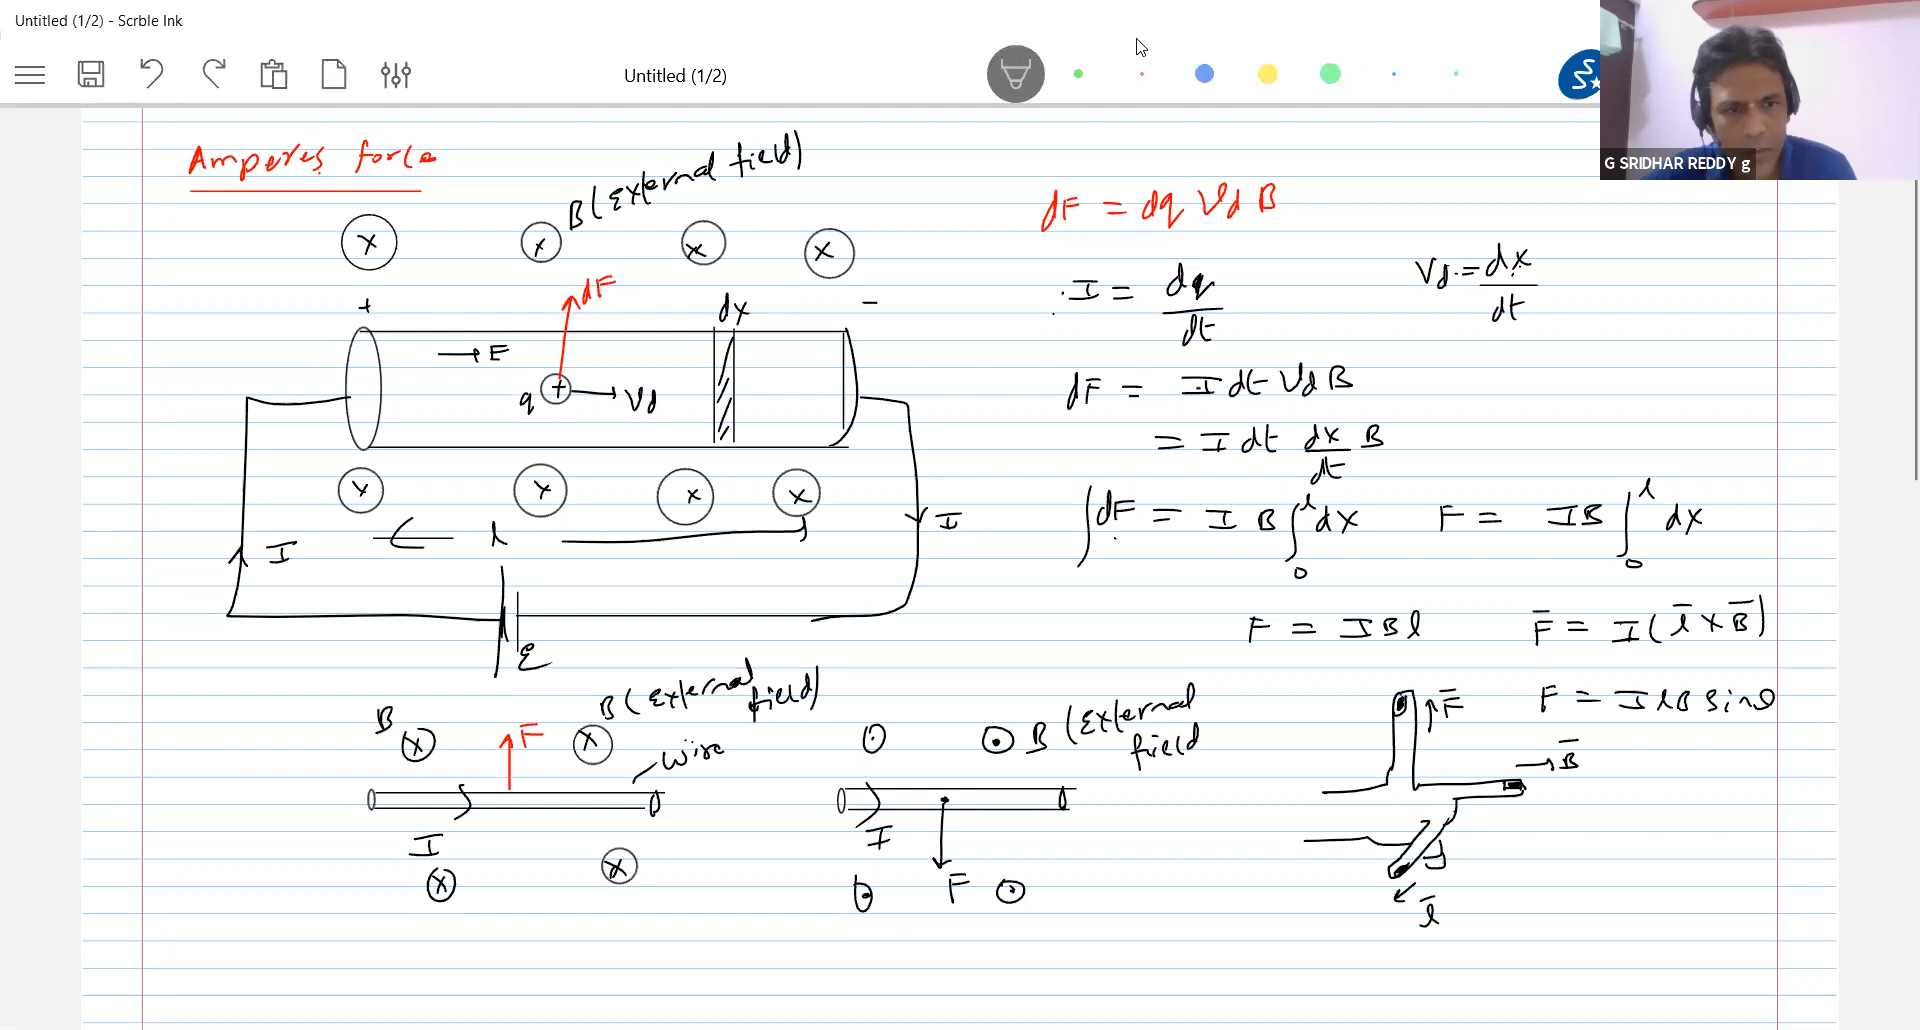 Untitled (1/2) - Scrble Ink
Untitled (1/2)
G SRIDHAR REDDY g
Amperes force
B (External field)
x x x x
+ dF dx -
→ E
q + → Vd
x x x x
I l I
ε
dF = dq Vd B
I = dq/dt Vd = dx/dt
dF = I dt Vd B
= I dt dx/dt B
∫dF = I B ∫₀ˡ dx F = IB ∫₀ˡ dx
F = I B l F̅ = I ( l̅ x B̅ )
F = I l B Sinθ
B x F x B (External field)
wire
I
x x
B (External field
I
F
F̅
B̅
l̅